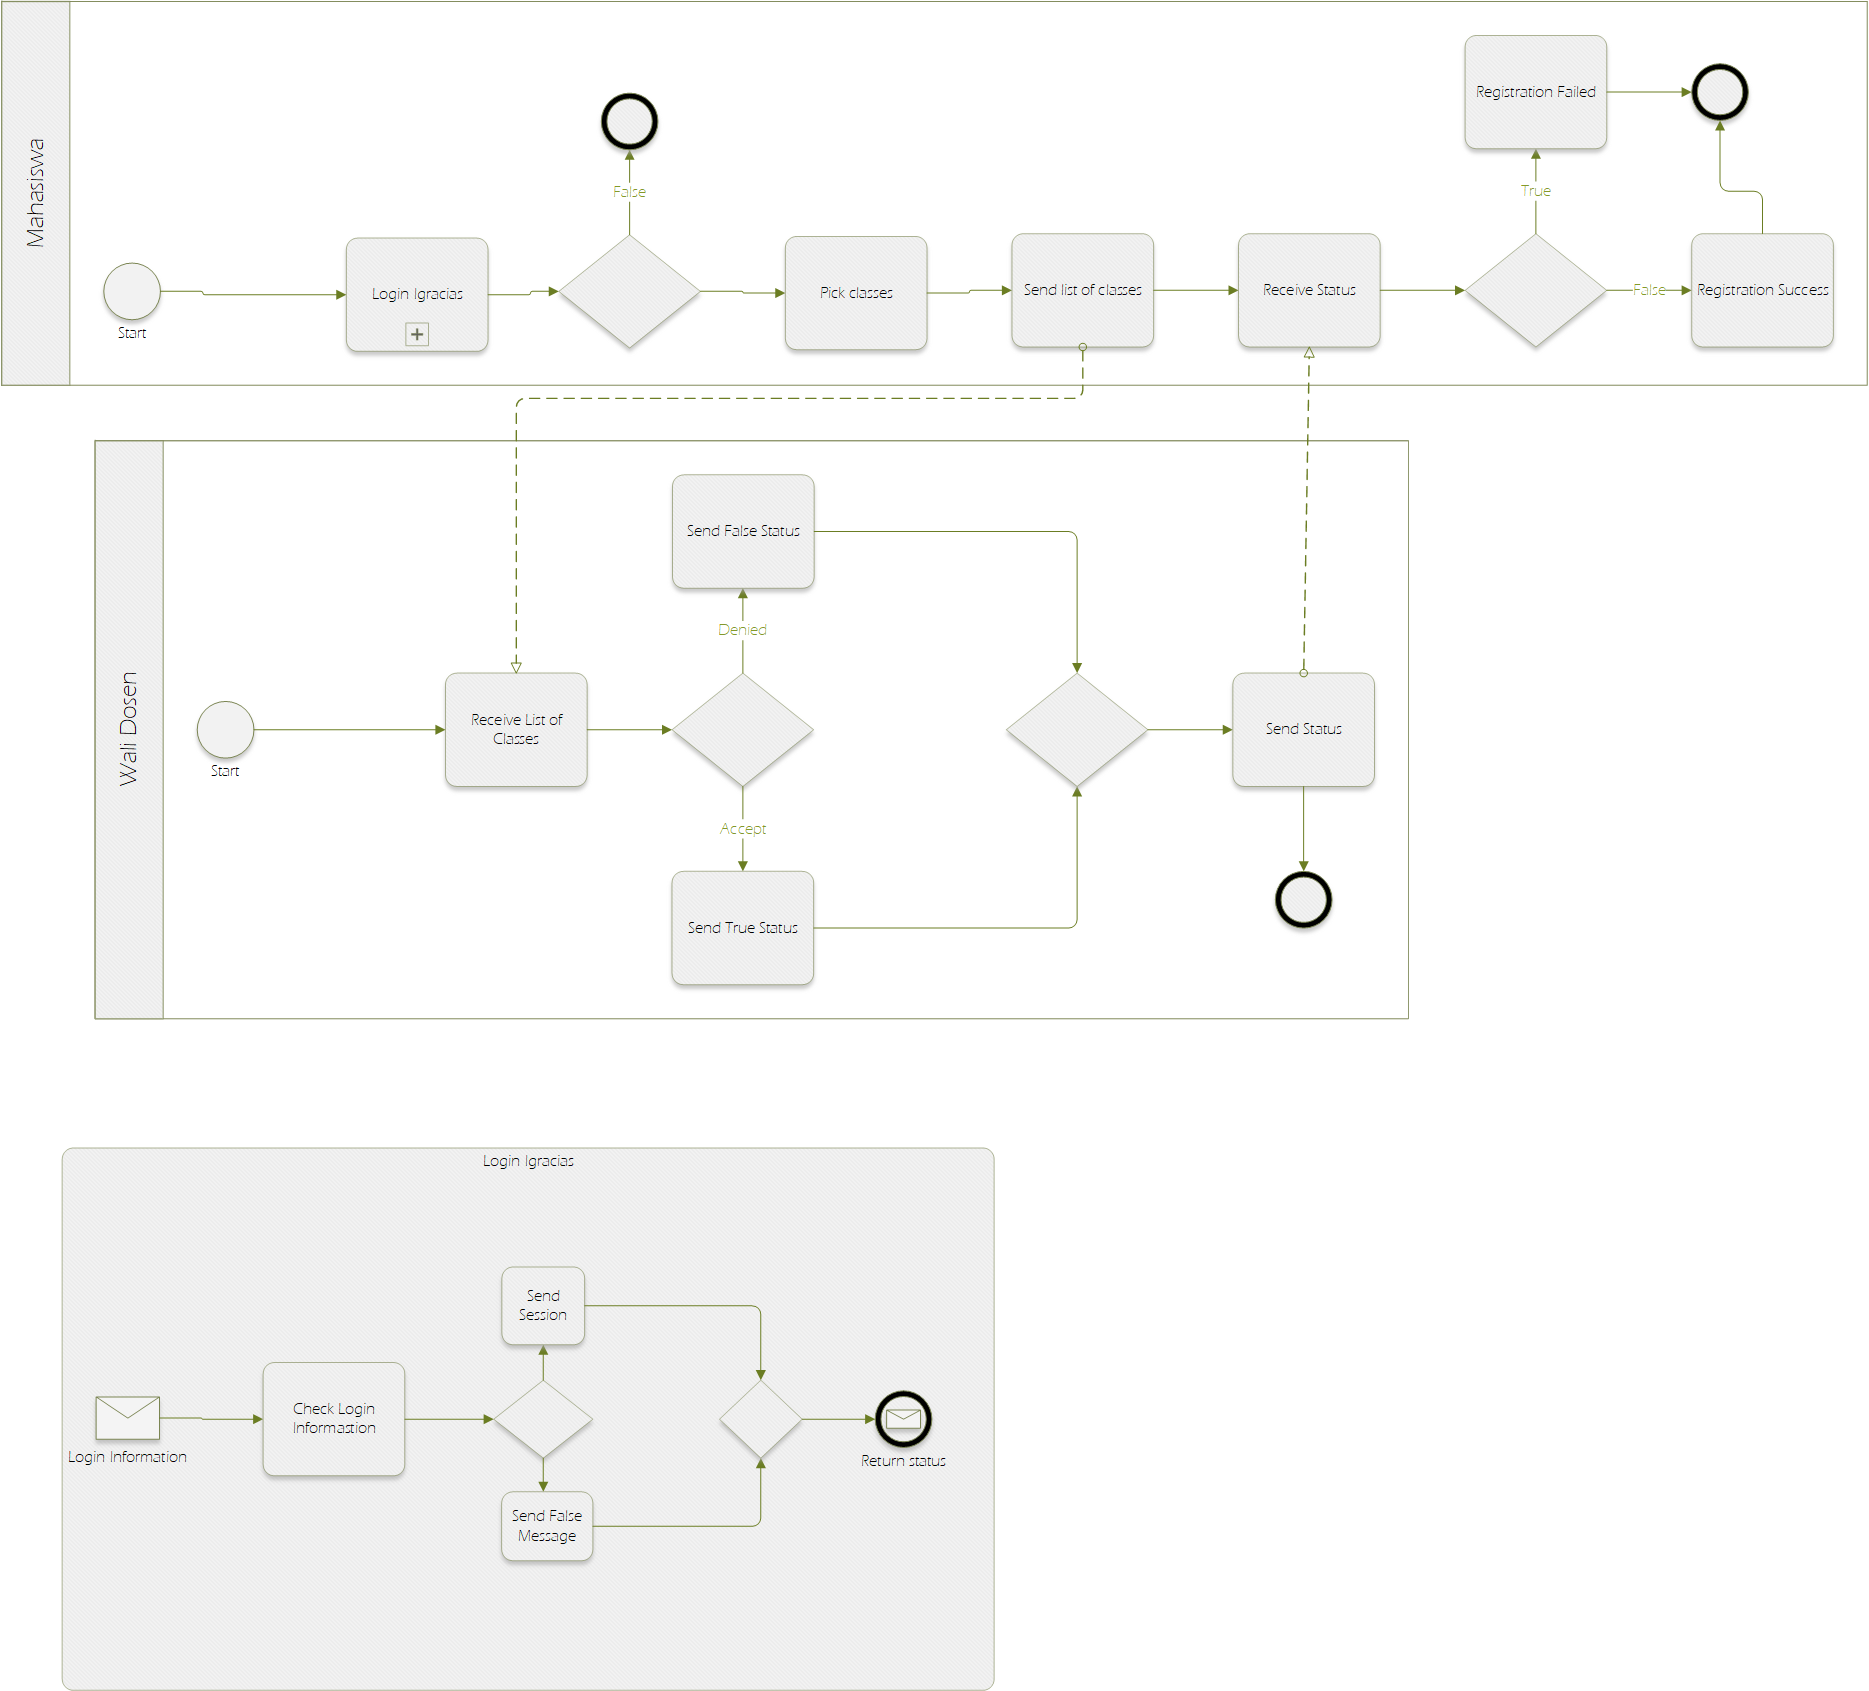 Mahasiswa
Start
Login Igracias
False
Pick classes
Send list of classes
Receive Status
True
Registration Failed
False
Registration Success
Wali Dosen
Start
Receive List of
Classes
Denied
Send False Status
Accept
Send True Status
Send Status
Login Igracias
Login Information
Check Login
Informastion
Send
Session
Send False
Message
Return status